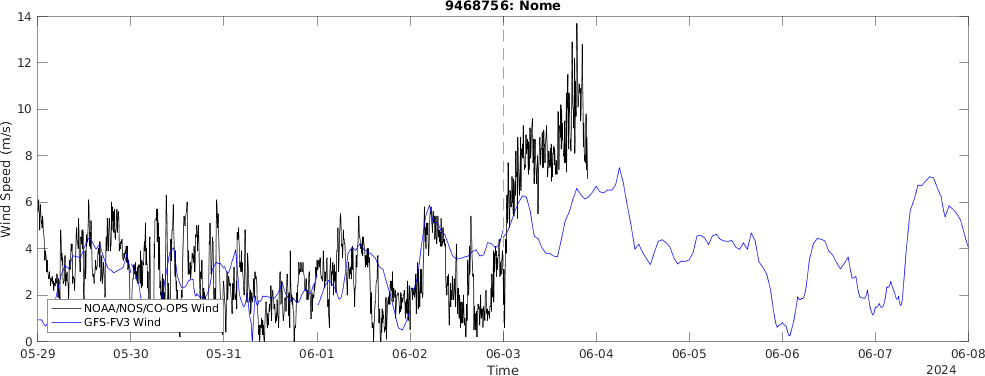 9468756: Nome
Wind Speed (m/s)
14
12
10
8
6
4
2
0
NOAA/NOS/CO-OPS Wind
GFS-FV3 Wind
05-29 05-30 05-31 06-01 06-02 06-03 06-04 06-05 06-06 06-07 06-08
Time
2024